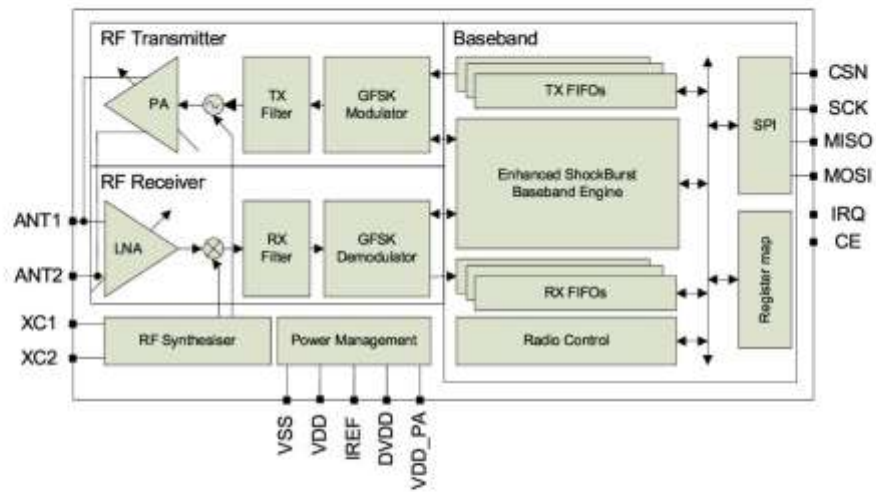 RF Transmitter
Baseband
PA
TX
Filter
GFSK
Modulator
TX FIFOs
SPI
CSN
SCK
MISO
MOSI
Enhanced ShockBurst
Baseband Engine
RF Receiver
ANT1
ANT2
LNA
RX
Filter
GFSK
Demodulator
RX FIFOs
Register map
IRQ
CE
XC1
XC2
RF Synthesiser
Power Management
Radio Control
VSS
VDD
IREF
DVDD
VDD_PA